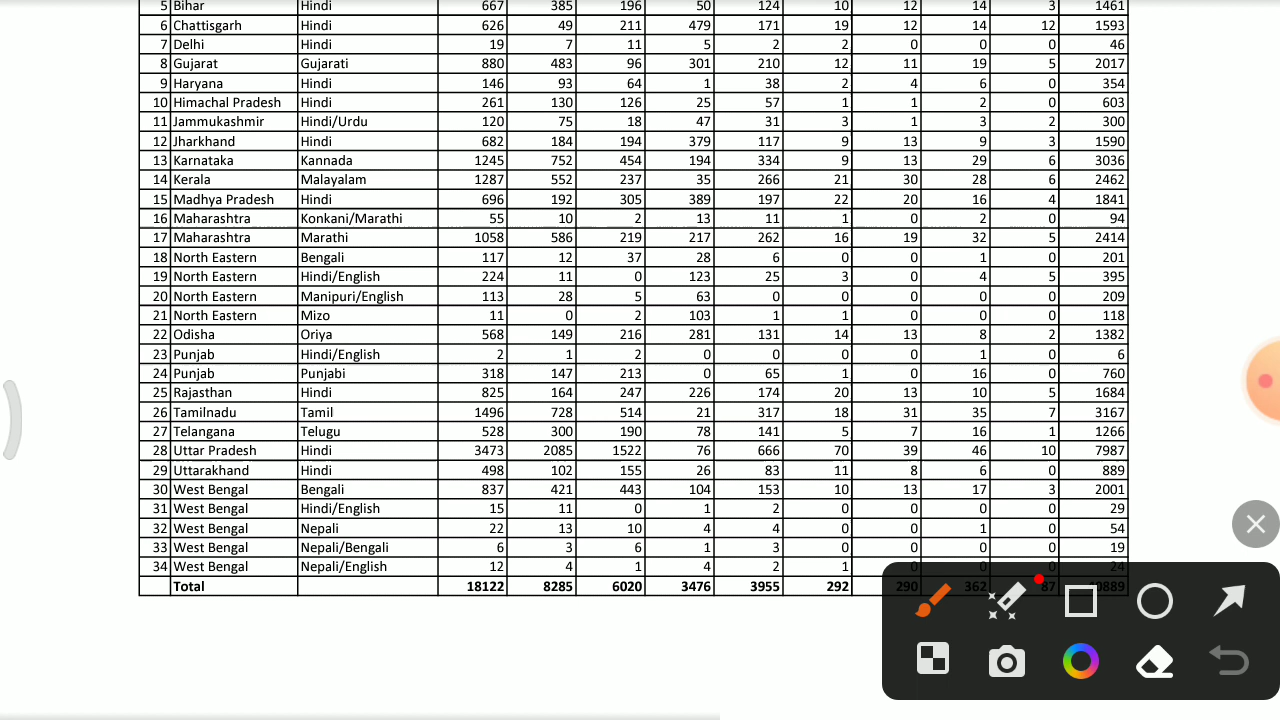 5 Bihar Hindi 667 385 196 50 124 10 12 14 3 1461
6 Chattisgarh Hindi 626 49 211 479 171 19 12 14 12 1593
7 Delhi Hindi 19 7 11 5 2 2 0 0 0 46
8 Gujarat Gujarati 880 483 96 301 210 12 11 19 5 2017
9 Haryana Hindi 146 93 64 1 38 2 4 6 0 354
10 Himachal Pradesh Hindi 261 130 126 25 57 1 1 2 0 603
11 Jammukashmir Hindi/Urdu 120 75 18 47 31 3 1 3 2 300
12 Jharkhand Hindi 682 184 194 379 117 9 13 9 3 1590
13 Karnataka Kannada 1245 752 454 194 334 9 13 29 6 3036
14 Kerala Malayalam 1287 552 237 35 266 21 30 28 6 2462
15 Madhya Pradesh Hindi 696 192 305 389 197 22 20 16 4 1841
16 Maharashtra Konkani/Marathi 55 10 2 13 11 1 0 2 0 94
17 Maharashtra Marathi 1058 586 219 217 262 16 19 32 5 2414
18 North Eastern Bengali 117 12 37 28 6 0 0 1 0 201
19 North Eastern Hindi/English 224 11 0 123 25 3 0 4 5 395
20 North Eastern Manipuri/English 113 28 5 63 0 0 0 0 0 209
21 North Eastern Mizo 11 0 2 103 1 1 0 0 0 118
22 Odisha Oriya 568 149 216 281 131 14 13 8 2 1382
23 Punjab Hindi/English 2 1 2 0 0 0 0 1 0 6
24 Punjab Punjabi 318 147 213 0 65 1 0 16 0 760
25 Rajasthan Hindi 825 164 247 226 174 20 13 10 5 1684
26 Tamilnadu Tamil 1496 728 514 21 317 18 31 35 7 3167
27 Telangana Telugu 528 300 190 78 141 5 7 16 1 1266
28 Uttar Pradesh Hindi 3473 2085 1522 76 666 70 39 46 10 7987
29 Uttarakhand Hindi 498 102 155 26 83 11 8 6 0 889
30 West Bengal Bengali 837 421 443 104 153 10 13 17 3 2001
31 West Bengal Hindi/English 15 11 0 1 2 0 0 0 0 29
32 West Bengal Nepali 22 13 10 4 4 0 0 1 0 54
33 West Bengal Nepali/Bengali 6 3 6 1 3 0 0 0 0 19
34 West Bengal Nepali/English 12 4 1 4 2 1 0 0 0 24
Total 18122 8285 6020 3476 3955 292 290 362 87